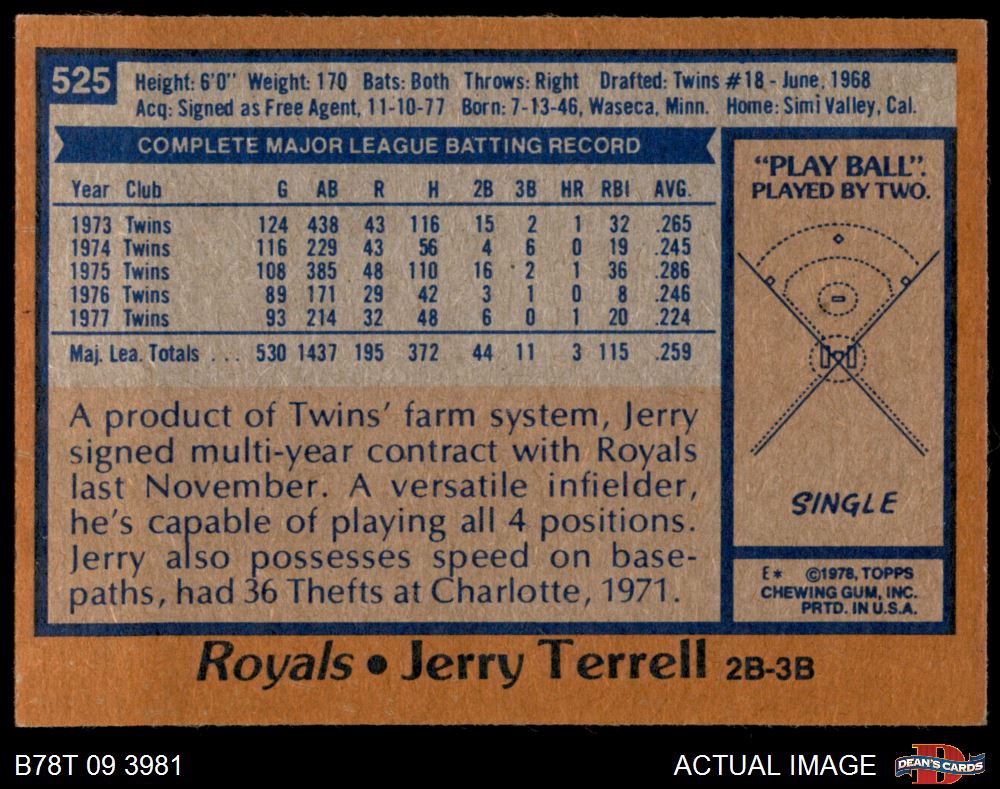 525
Height: 6'0" Weight: 170 Bats: Both Throws: Right Drafted: Twins #18 - June, 1968
Acq: Signed as Free Agent, 11-10-77 Born: 7-13-46, Waseca, Minn. Home: Simi Valley, Cal.
COMPLETE MAJOR LEAGUE BATTING RECORD
Year Club G AB R H 2B 3B HR RBI AVG.
1973 Twins 124 438 43 116 15 2 1 32 .265
1974 Twins 116 229 43 56 4 6 0 19 .245
1975 Twins 108 385 48 110 16 2 1 36 .286
1976 Twins 89 171 29 42 3 1 0 8 .246
1977 Twins 93 214 32 48 6 0 1 20 .224
Maj. Lea. Totals . . . 530 1437 195 372 44 11 3 115 .259
A product of Twins' farm system, Jerry
signed multi-year contract with Royals
last November. A versatile infielder,
he's capable of playing all 4 positions.
Jerry also possesses speed on base-
paths, had 36 Thefts at Charlotte, 1971.
"PLAY BALL".
PLAYED BY TWO.
SINGLE
E* ©1978, TOPPS
CHEWING GUM, INC.
PRTD. IN U.S.A.
Royals • Jerry Terrell 2B-3B
B78T 09 3981
ACTUAL IMAGE
D
DEAN'S CARDS